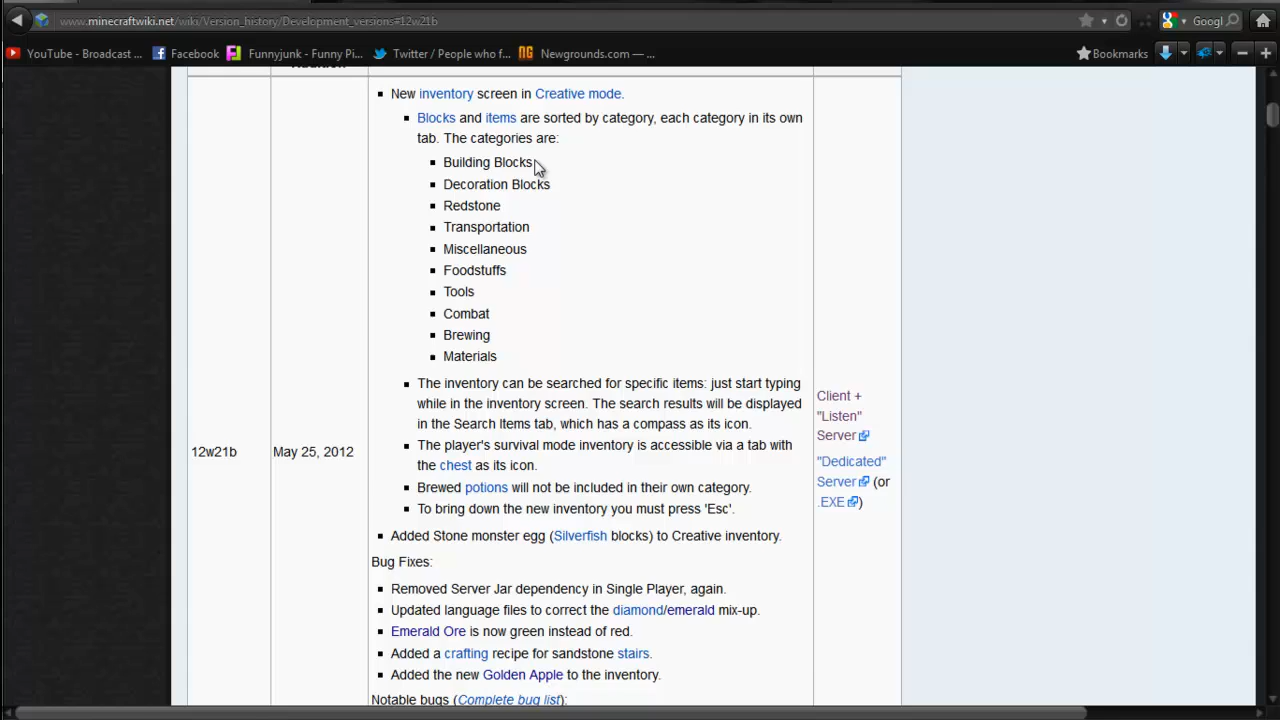 www.minecraftwiki.net/wiki/Version_history/Development_versions=12w21b
Googl
YouTube - Broadcast ...
Facebook
Funnyjunk - Funny Pi...
Twitter / People who f...
Newgrounds.com — ...
Bookmarks
New inventory screen in Creative mode.
Blocks and items are sorted by category, each category in its own
tab. The categories are:
Building Blocks
Decoration Blocks
Redstone
Transportation
Miscellaneous
Foodstuffs
Tools
Combat
Brewing
Materials
The inventory can be searched for specific items: just start typing
while in the inventory screen. The search results will be displayed
in the Search Items tab, which has a compass as its icon.
The player's survival mode inventory is accessible via a tab with
the chest as its icon.
Brewed potions will not be included in their own category.
To bring down the new inventory you must press 'Esc'.
Added Stone monster egg (Silverfish blocks) to Creative inventory.
Bug Fixes:
Removed Server Jar dependency in Single Player, again.
Updated language files to correct the diamond/emerald mix-up.
Emerald Ore is now green instead of red.
Added a crafting recipe for sandstone stairs.
Added the new Golden Apple to the inventory.
Notable bugs (Complete bug list):
12w21b
May 25, 2012
Client +
"Listen"
Server
"Dedicated"
Server (or
.EXE)